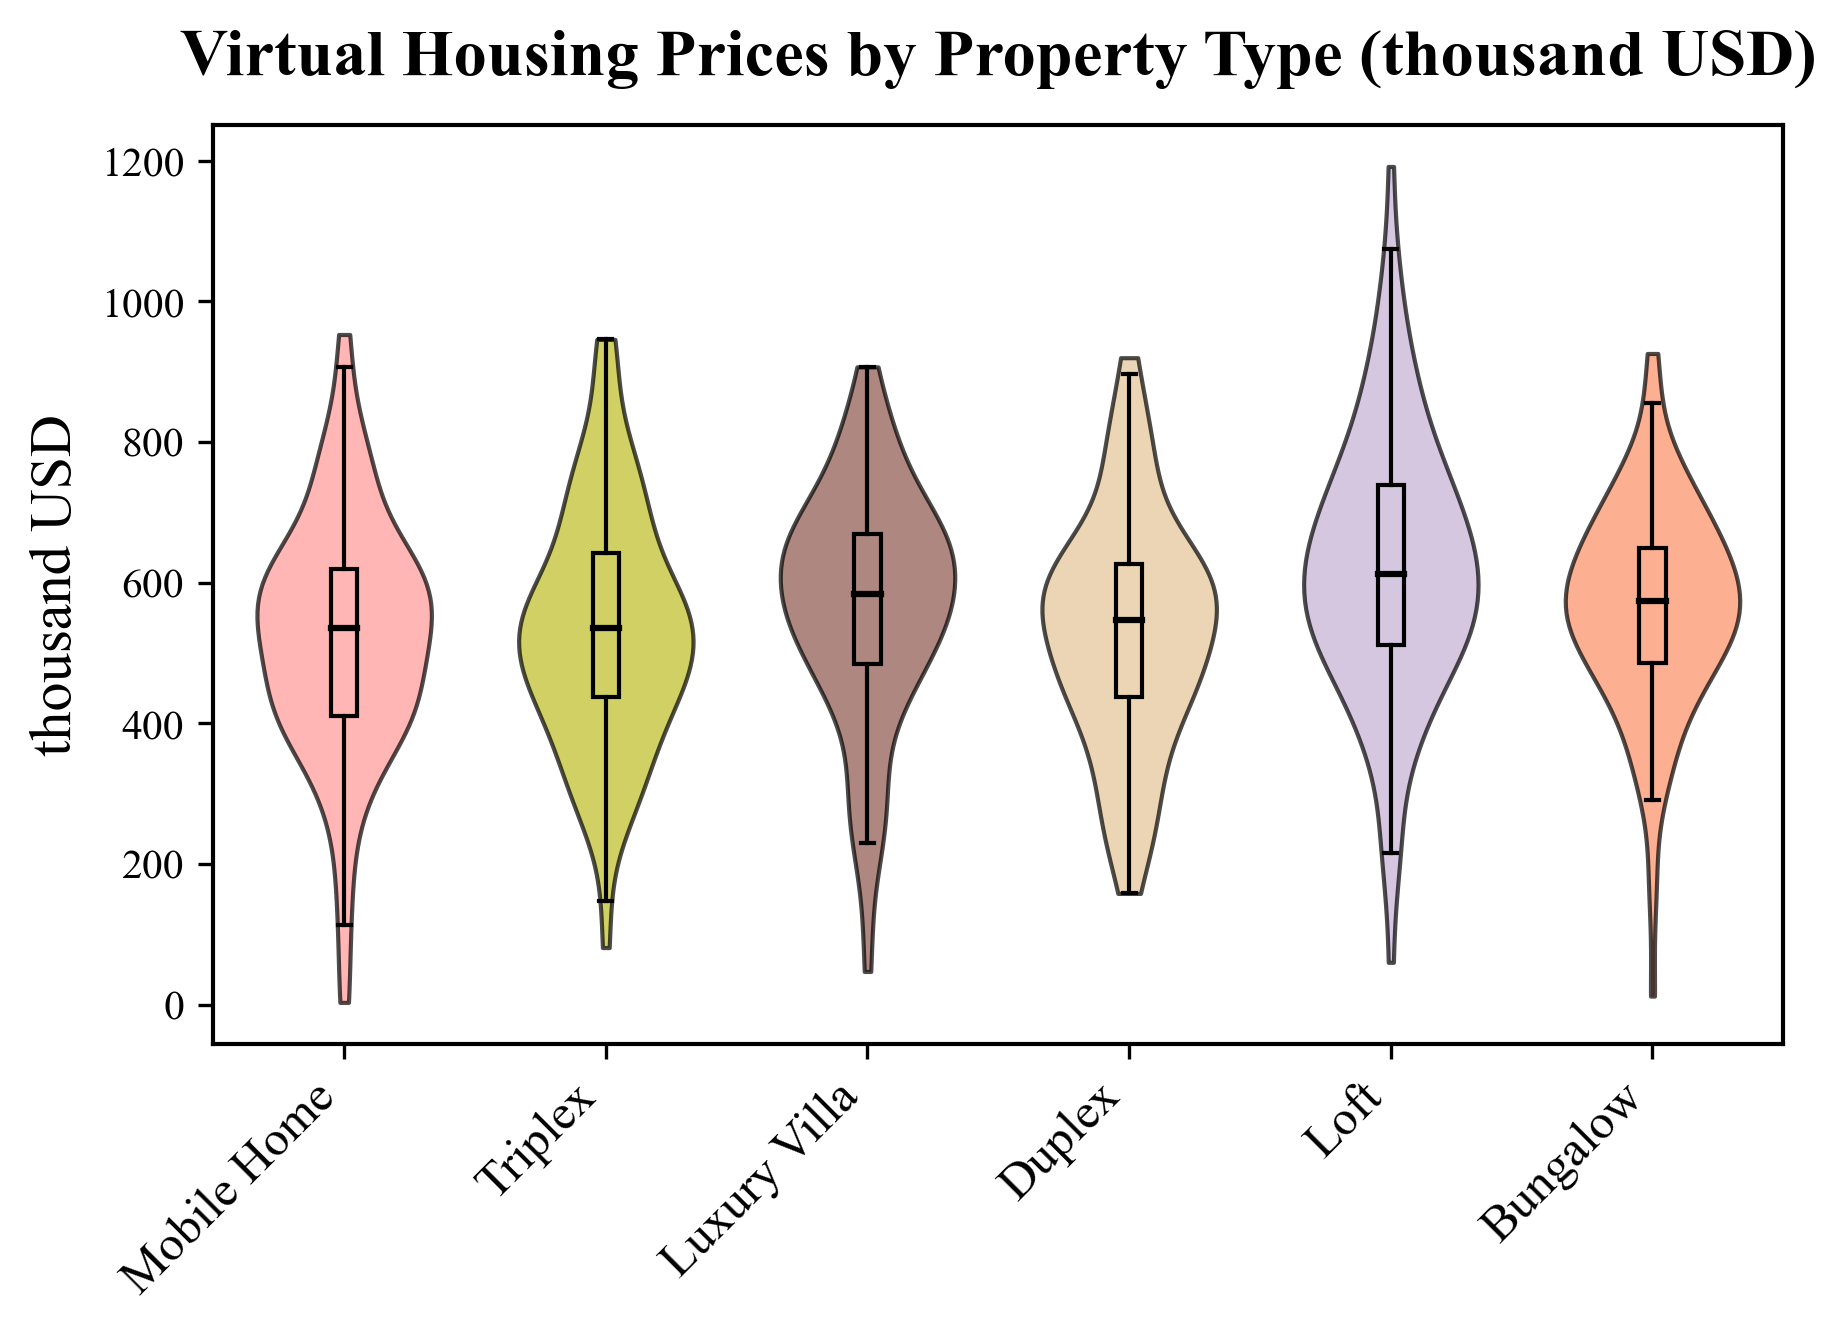 Virtual Housing Prices by Property Type (thousand USD)
thousand USD
1200
1000
800
600
400
200
0
Mobile Home
Triplex
Luxury Villa
Duplex
Loft
Bungalow